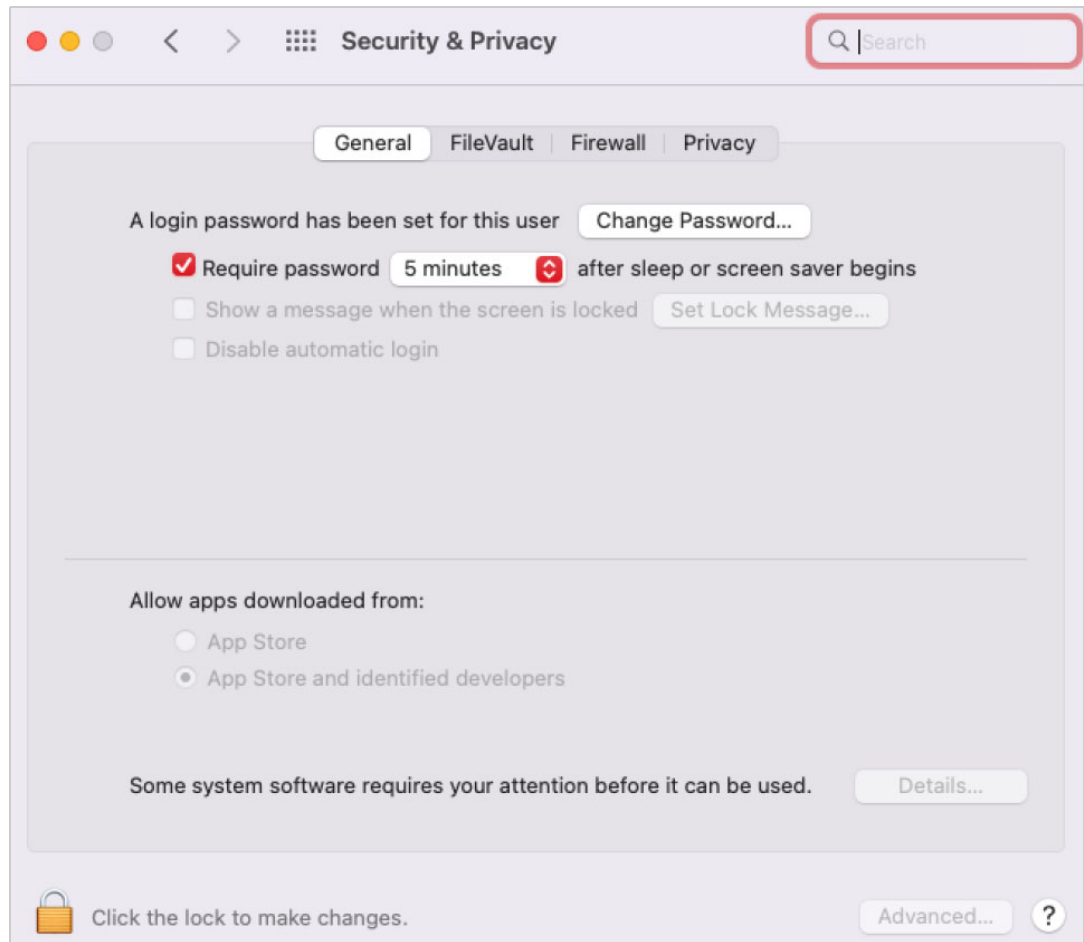 Security & Privacy
Search
General FileVault Firewall Privacy
A login password has been set for this user Change Password...
Require password 5 minutes after sleep or screen saver begins
Show a message when the screen is locked Set Lock Message...
Disable automatic login
Allow apps downloaded from:
App Store
App Store and identified developers
Some system software requires your attention before it can be used. Details...
Click the lock to make changes. Advanced... ?